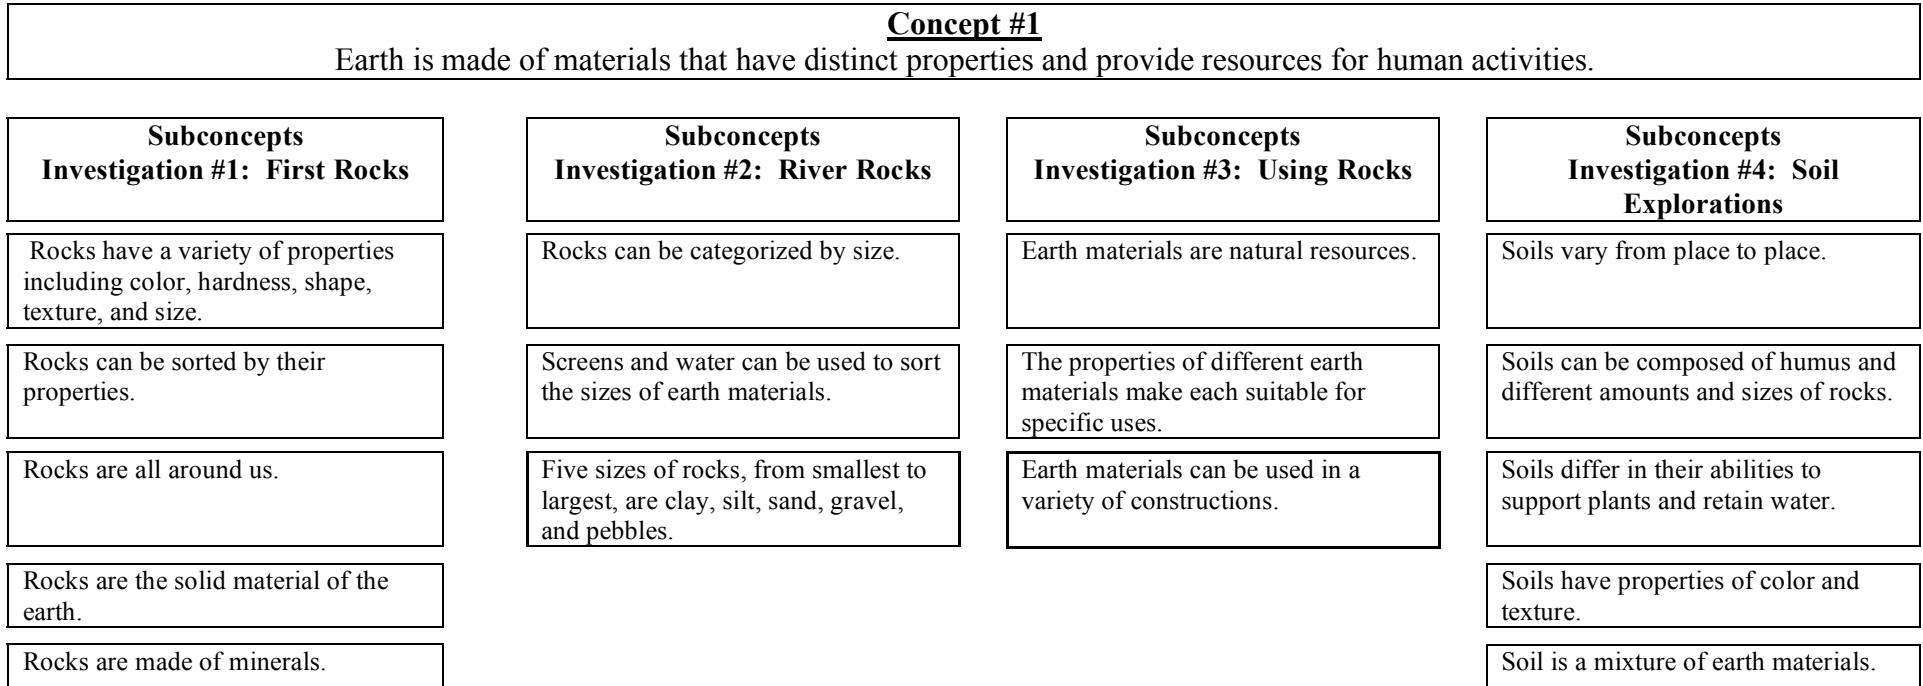 Concept #1
Earth is made of materials that have distinct properties and provide resources for human activities.
Subconcepts
Investigation #1:  First Rocks
Rocks have a variety of properties
including color, hardness, shape,
texture, and size.
Rocks can be sorted by their
properties.
Rocks are all around us.
Rocks are the solid material of the
earth.
Rocks are made of minerals.
Subconcepts
Investigation #2:  River Rocks
Rocks can be categorized by size.
Screens and water can be used to sort
the sizes of earth materials.
Five sizes of rocks, from smallest to
largest, are clay, silt, sand, gravel,
and pebbles.
Subconcepts
Investigation #3:  Using Rocks
Earth materials are natural resources.
The properties of different earth
materials make each suitable for
specific uses.
Earth materials can be used in a
variety of constructions.
Subconcepts
Investigation #4:  Soil
Explorations
Soils vary from place to place.
Soils can be composed of humus and
different amounts and sizes of rocks.
Soils differ in their abilities to
support plants and retain water.
Soils have properties of color and
texture.
Soil is a mixture of earth materials.